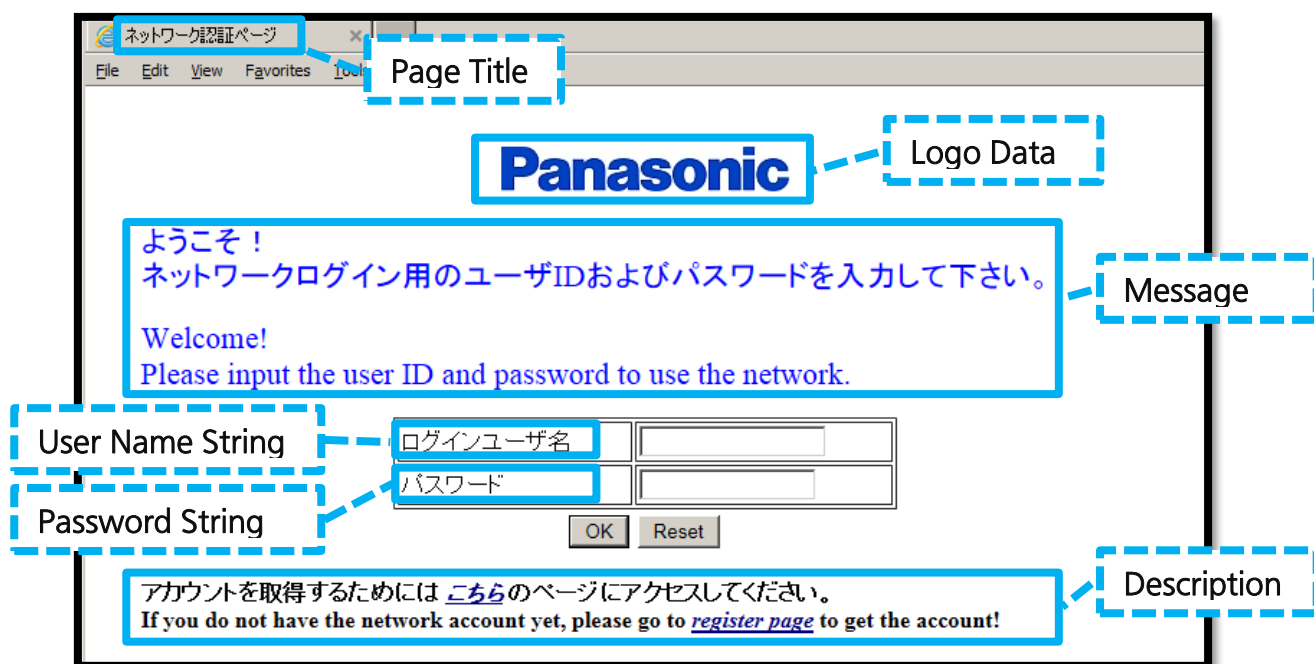 ネットワーク認証ページ
Page Title
File Edit View Favorites Tools
Panasonic
Logo Data
ようこそ！
ネットワークログイン用のユーザIDおよびパスワードを入力して下さい。
Message
Welcome!
Please input the user ID and password to use the network.
User Name String
ログインユーザ名
パスワード
Password String
OK Reset
アカウントを取得するためには こちらのページにアクセスしてください。
Description
If you do not have the network account yet, please go to register page to get the account!